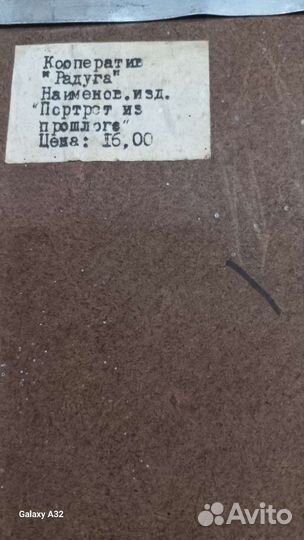 Кооператив
"Радуга"
Наименов.изд.
"Портрет из
прошлого"
Цена: 16,00
Galaxy A32
Avito